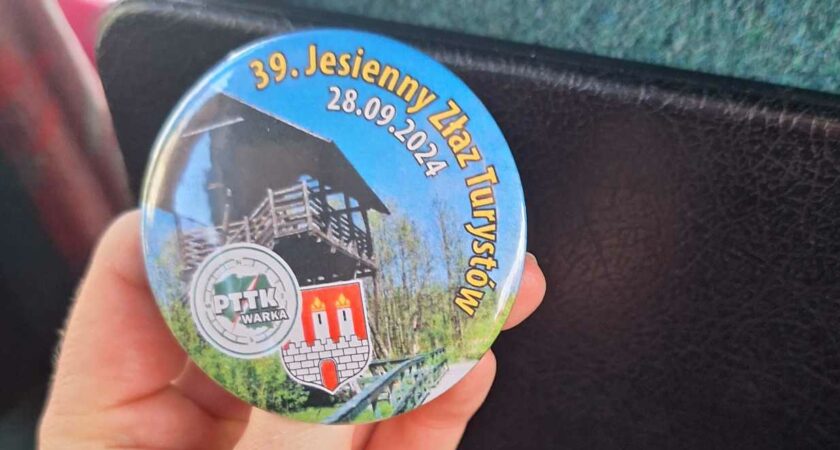 39. Jesienny Złaz Turystów
28.09.2024
PTTK
WARKA